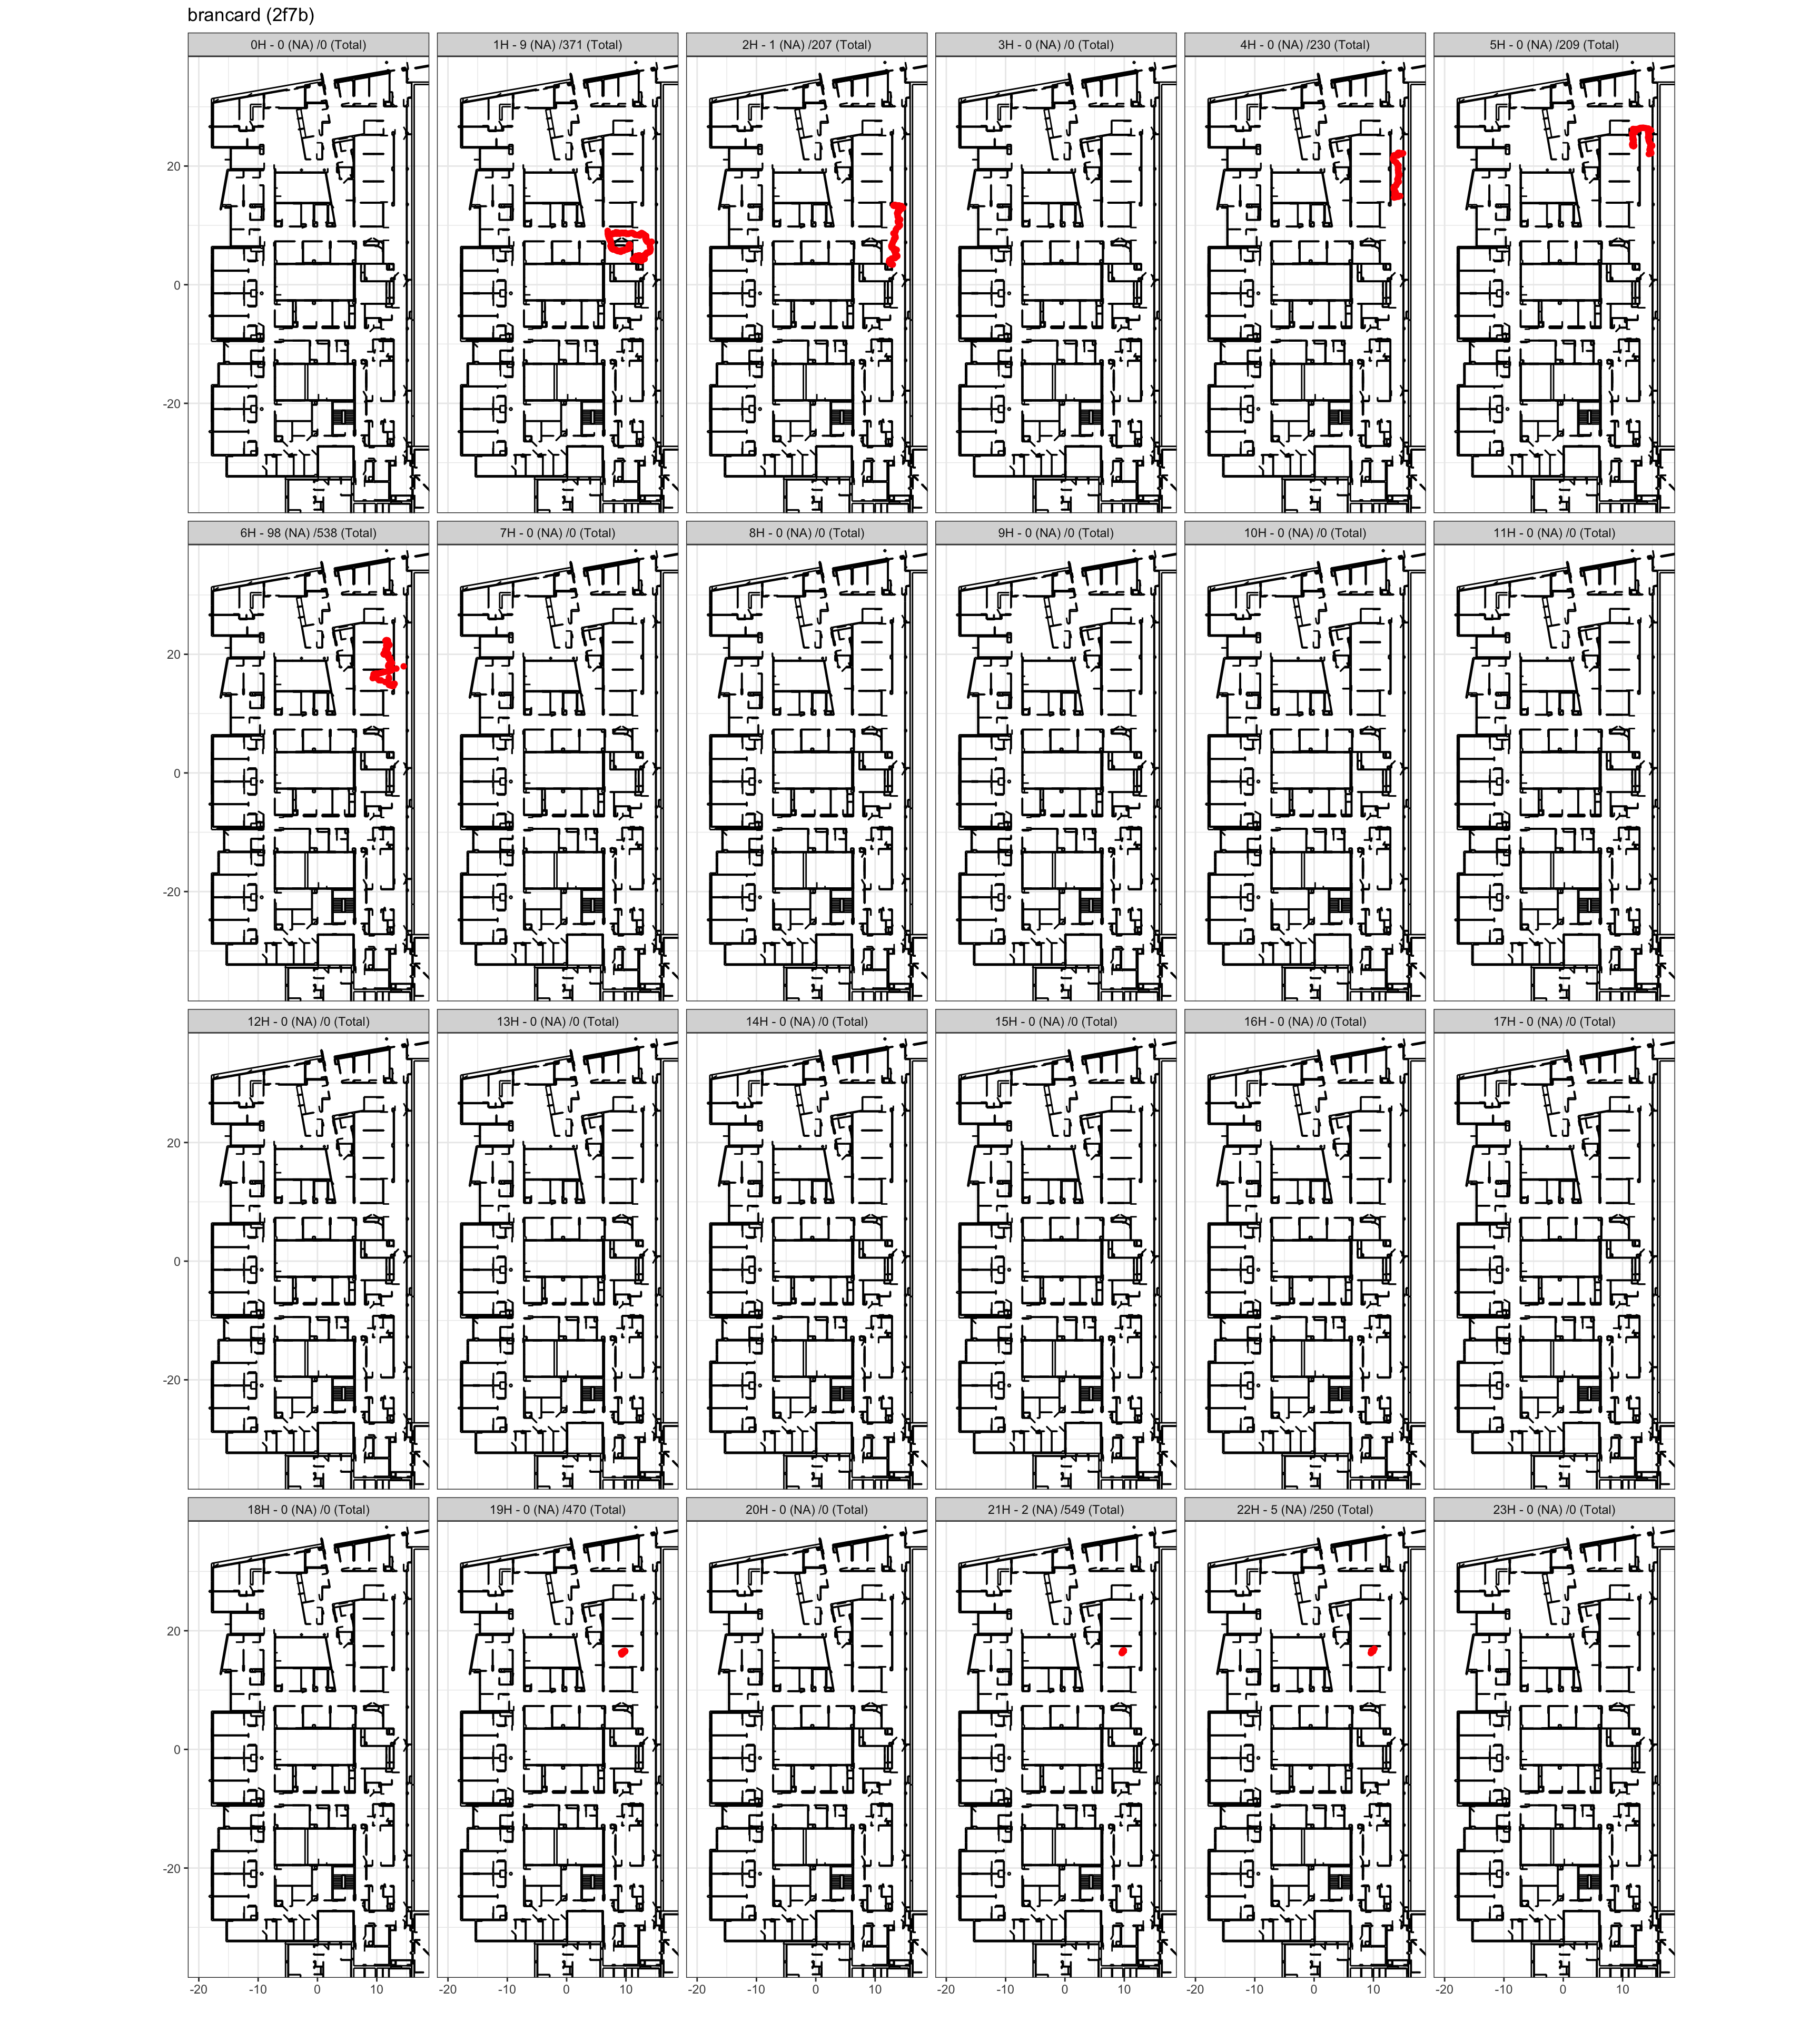 brancard (2f7b)
0H - 0 (NA) /0 (Total)
1H - 9 (NA) /371 (Total)
2H - 1 (NA) /207 (Total)
3H - 0 (NA) /0 (Total)
4H - 0 (NA) /230 (Total)
5H - 0 (NA) /209 (Total)
20
0
-20
6H - 98 (NA) /538 (Total)
7H - 0 (NA) /0 (Total)
8H - 0 (NA) /0 (Total)
9H - 0 (NA) /0 (Total)
10H - 0 (NA) /0 (Total)
11H - 0 (NA) /0 (Total)
20
0
-20
12H - 0 (NA) /0 (Total)
13H - 0 (NA) /0 (Total)
14H - 0 (NA) /0 (Total)
15H - 0 (NA) /0 (Total)
16H - 0 (NA) /0 (Total)
17H - 0 (NA) /0 (Total)
20
0
-20
18H - 0 (NA) /0 (Total)
19H - 0 (NA) /470 (Total)
20H - 0 (NA) /0 (Total)
21H - 2 (NA) /549 (Total)
22H - 5 (NA) /250 (Total)
23H - 0 (NA) /0 (Total)
20
0
-20
-20 -10 0 10 -20 -10 0 10 -20 -10 0 10 -20 -10 0 10 -20 -10 0 10 -20 -10 0 10